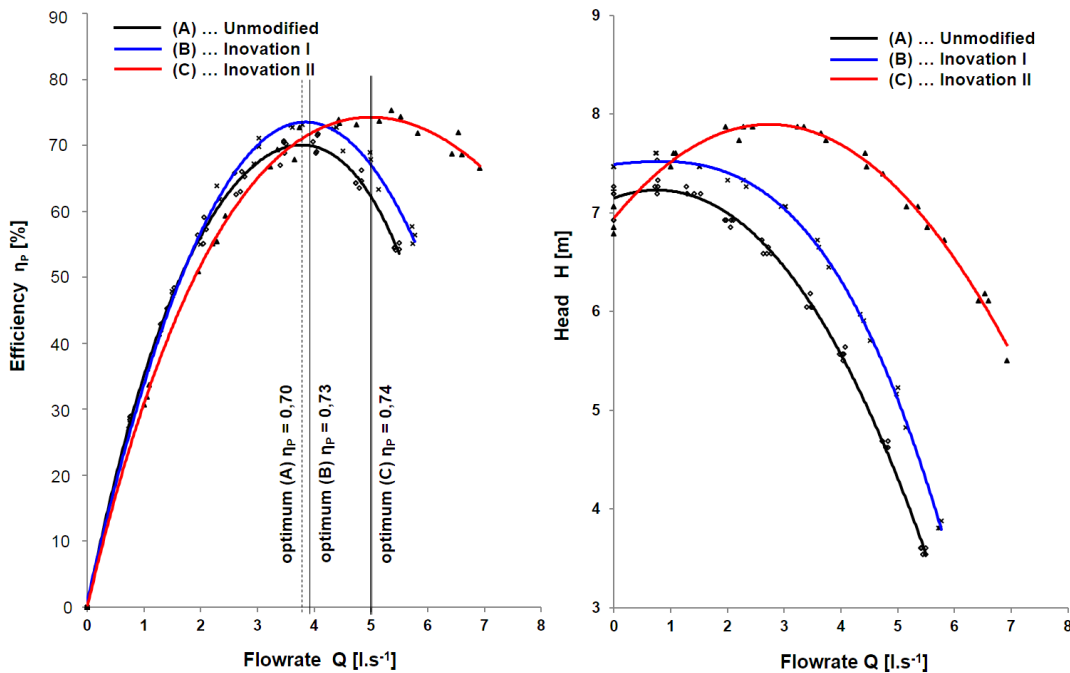 (A) … Unmodified
(B) … Inovation I
(C) … Inovation II
90
80
70
60
50
40
30
20
10
0
Efficiency ηP [%]
optimum (A) ηP = 0,70
optimum (B) ηP = 0,73
optimum (C) ηP = 0,74
0 1 2 3 4 5 6 7 8
Flowrate Q [l.s-1]
(A) … Unmodified
(B) … Inovation I
(C) … Inovation II
9
8
7
6
5
4
3
Head H [m]
0 1 2 3 4 5 6 7 8
Flowrate Q [l.s-1]